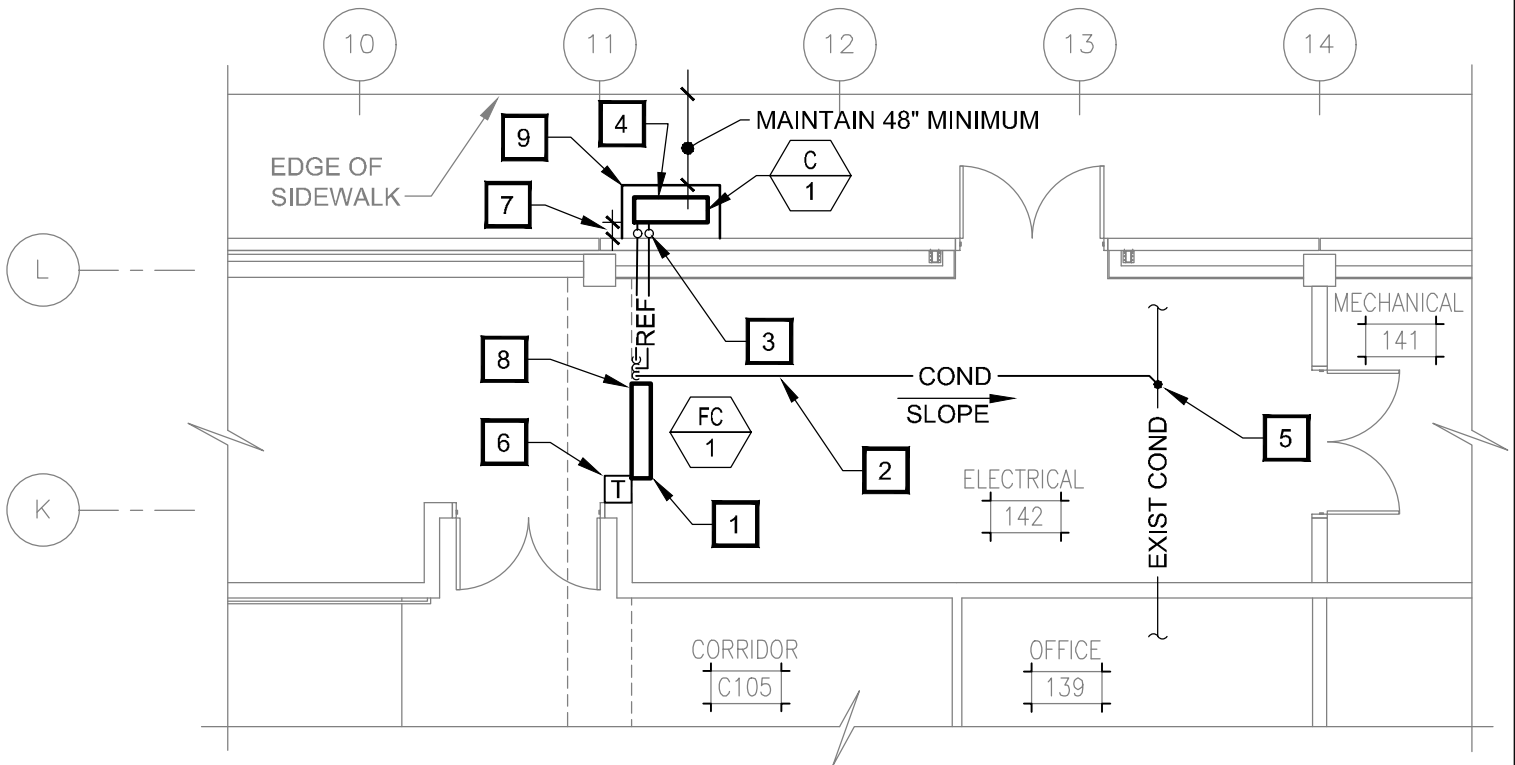 10
11
12
13
14
MAINTAIN 48" MINIMUM
4
9
C
1
EDGE OF
SIDEWALK
7
L
MECHANICAL
141
REF
3
8
COND
SLOPE
FC
1
6
5
2
ELECTRICAL
142
EXIST COND
T
K
1
CORRIDOR
C105
OFFICE
139